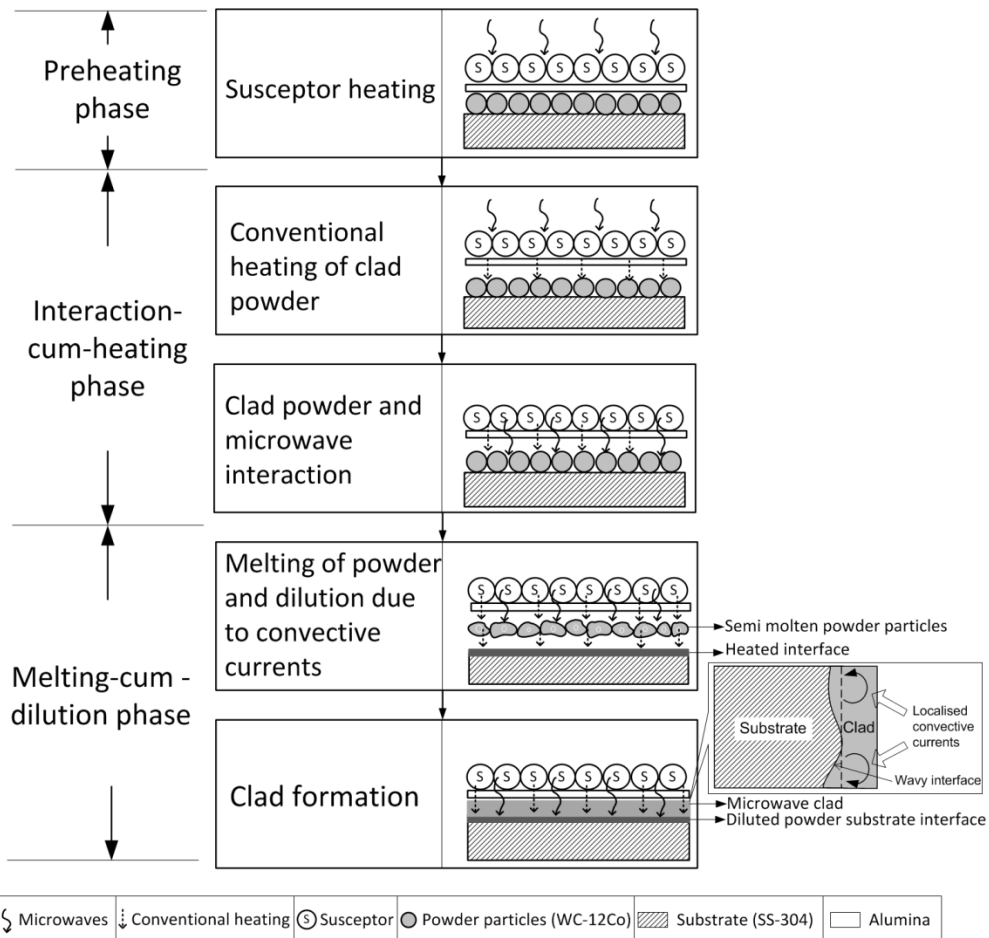 Preheating
phase
Susceptor heating
S S S S S S S S
Interaction-
cum-heating
phase
Conventional
heating of clad
powder
S S S S S S S S
Clad powder and
microwave
interaction
S S S S S S S S
Melting-cum -
dilution phase
Melting of powder
and dilution due
to convective
currents
S S S S S S S S
Semi molten powder particles
Heated interface
Substrate
Clad
Localised
convective
currents
Wavy interface
Clad formation
S S S S S S S S
Microwave clad
Diluted powder substrate interface
Microwaves Conventional heating S Susceptor Powder particles (WC-12Co) Substrate (SS-304) Alumina